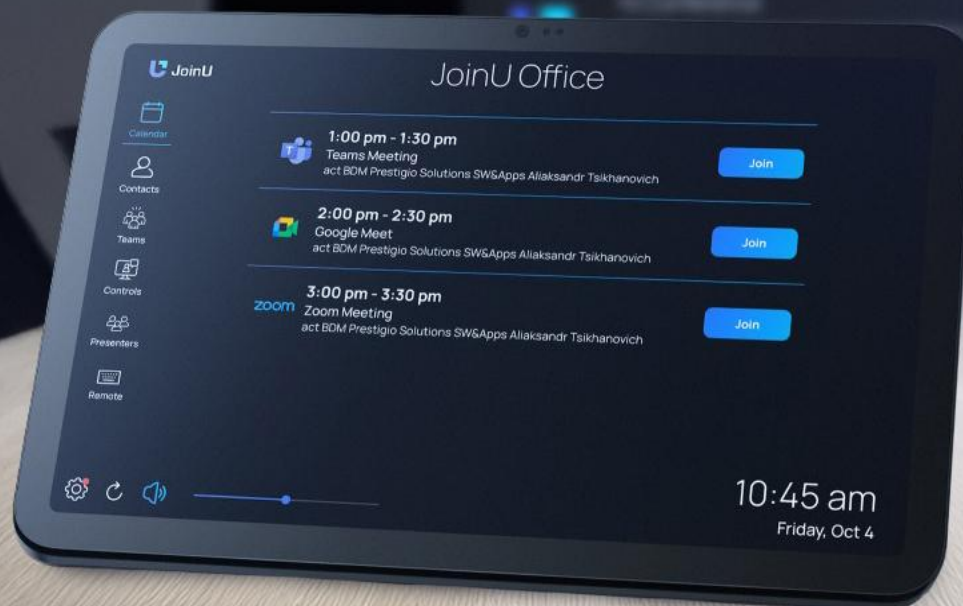 JoinU
JoinU Office
Calendar
Contacts
Teams
Controls
Presenters
Remote
1:00 pm - 1:30 pm
Teams Meeting
act BDM Prestigio Solutions SW&Apps Aliaksandr Tsikhanovich
Join
2:00 pm - 2:30 pm
Google Meet
act BDM Prestigio Solutions SW&Apps Aliaksandr Tsikhanovich
Join
zoom
3:00 pm - 3:30 pm
Zoom Meeting
act BDM Prestigio Solutions SW&Apps Aliaksandr Tsikhanovich
Join
10:45 am
Friday, Oct 4